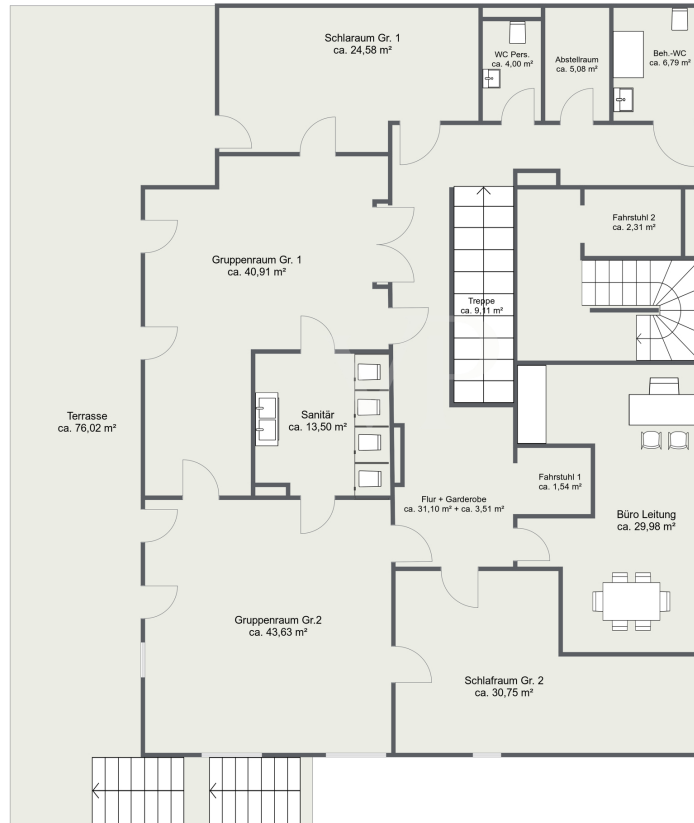 Schlaraum Gr. 1
ca. 24,58 m²
WC Pers.
ca. 4,00 m²
Abstellraum
ca. 5,08 m²
Beh.-WC
ca. 6,79 m²
Fahrstuhl 2
ca. 2,31 m²
Gruppenraum Gr. 1
ca. 40,91 m²
Treppe
ca. 9,11 m²
Terrasse
ca. 76,02 m²
Sanitär
ca. 13,50 m²
Fahrstuhl 1
ca. 1,54 m²
Flur + Garderobe
ca. 31,10 m² + ca. 3,51 m²
Büro Leitung
ca. 29,98 m²
Gruppenraum Gr.2
ca. 43,63 m²
Schlafraum Gr. 2
ca. 30,75 m²